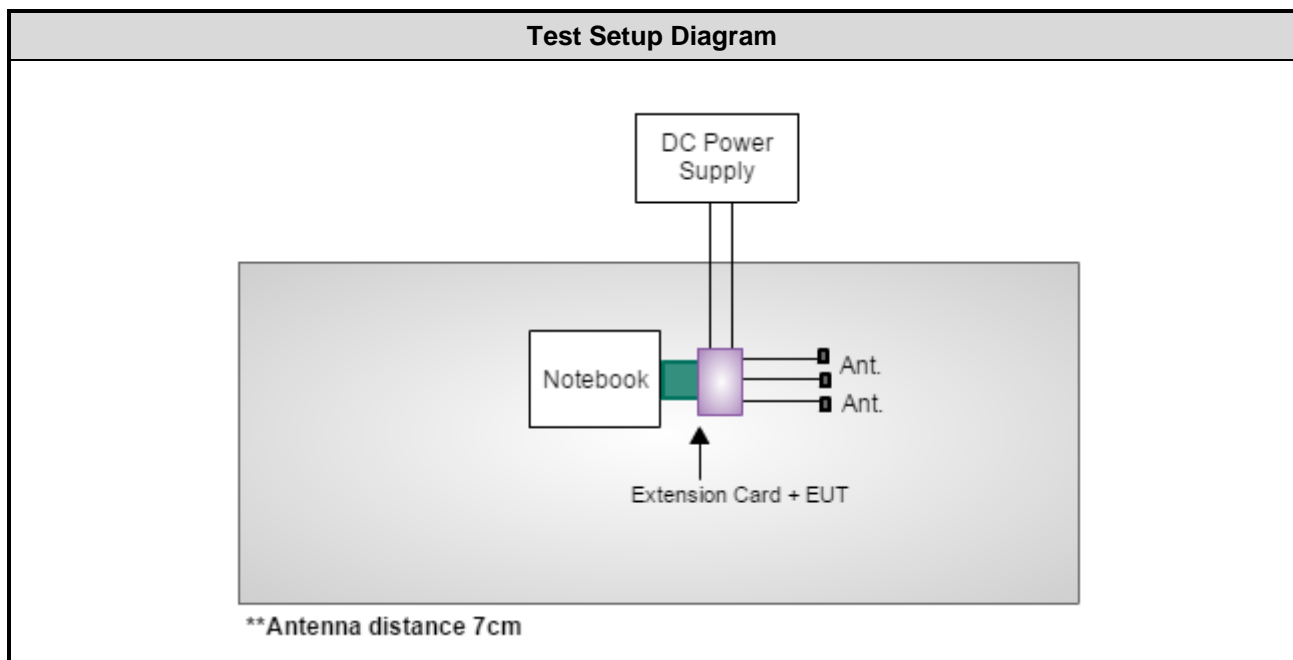 Test Setup Diagram
DC Power
Supply
Notebook
Ant.
Ant.
Extension Card + EUT
**Antenna distance 7cm